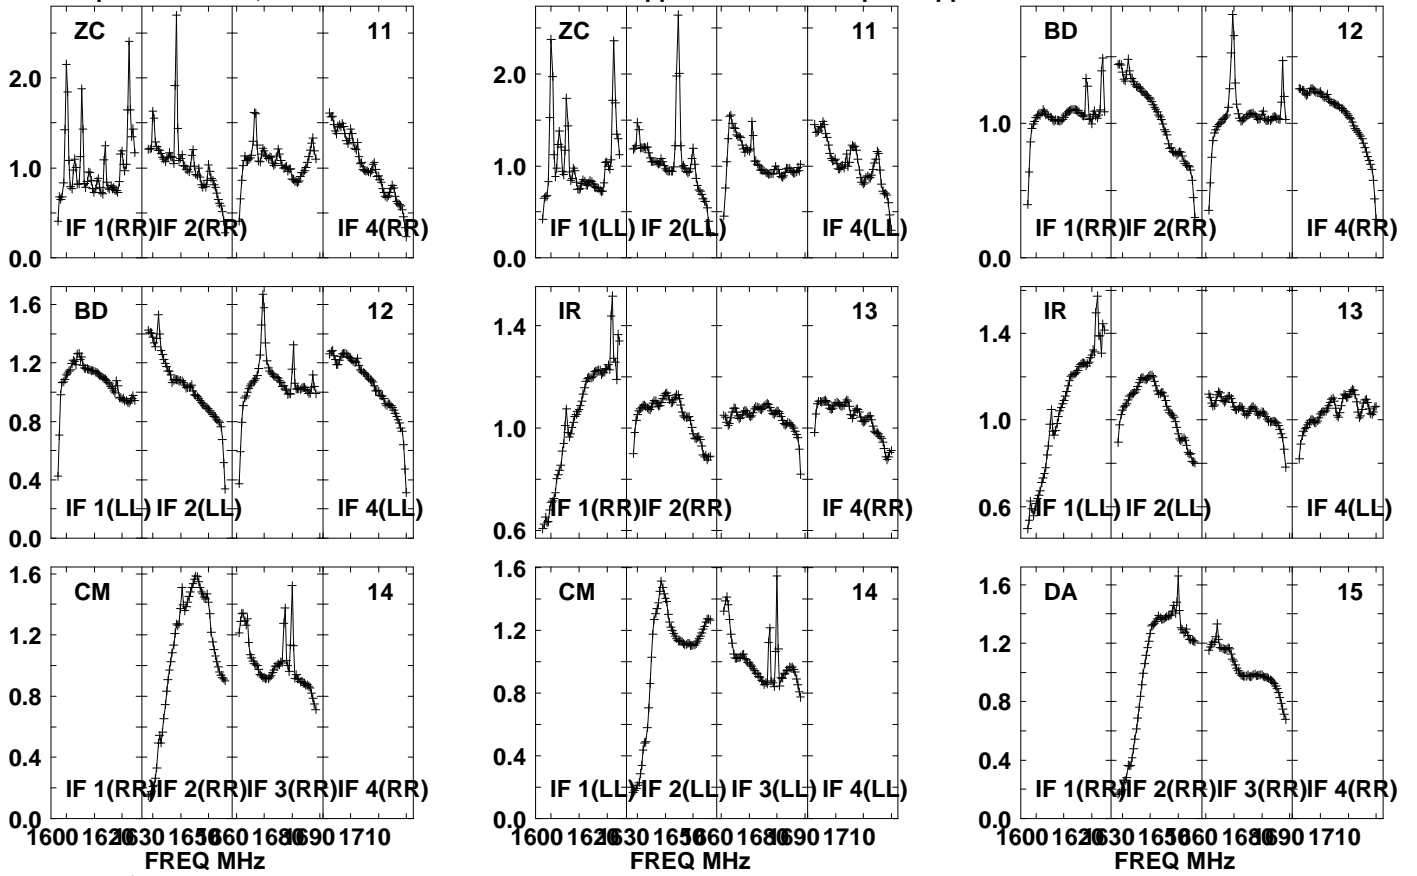 ZC 11 ZC 11 BD 12
2.0 2.0
1.0 1.0 1.0
0.0 0.0 0.0
IF 1(RR) IF 2(RR) IF 4(RR) IF 1(LL) IF 2(LL) IF 4(LL) IF 1(RR) IF 2(RR) IF 4(RR)
BD 12 IR 13 IR 13
1.6 1.4 1.4
1.2
0.8 1.0 1.0
0.4
0.0 0.6 0.6
IF 1(LL) IF 2(LL) IF 4(LL) IF 1(RR) IF 2(RR) IF 4(RR) IF 1(LL) IF 2(LL) IF 4(LL)
CM 14 CM 14 DA 15
1.6 1.6 1.6
1.2 1.2 1.2
0.8 0.8 0.8
0.4 0.4 0.4
0.0 0.0 0.0
IF 1(RR) IF 2(RR) IF 3(RR) IF 4(RR) IF 1(LL) IF 2(LL) IF 3(LL) IF 4(LL) IF 1(RR) IF 2(RR) IF 3(RR) IF 4(RR)
1600 1620 1630 1650 1660 1680 1690 1710 1600 1620 1630 1650 1660 1680 1690 1710 1600 1620 1630 1650 1660 1680 1690 1710
FREQ MHz FREQ MHz FREQ MHz